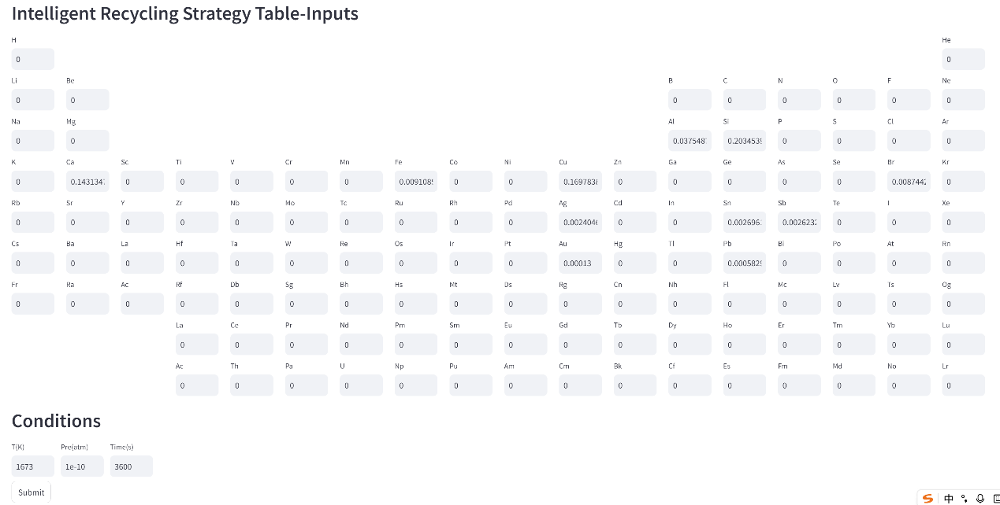 Intelligent Recycling Strategy Table-Inputs
H He
0 0
Li Be B C N O F Ne
0 0 0 0 0 0 0 0
Na Mg Al Si P S Cl Ar
0 0 0.037548 0.203453 0 0 0 0
K Ca Sc Ti V Cr Mn Fe Co Ni Cu Zn Ga Ge As Se Br Kr
0 0.143134 0 0 0 0 0 0.009108 0 0 0.169783 0 0 0 0 0 0.008744 0
Rb Sr Y Zr Nb Mo Tc Ru Rh Pd Ag Cd In Sn Sb Te I Xe
0 0 0 0 0 0 0 0 0 0 0.002404 0 0 0.002696 0.002623 0 0 0
Cs Ba La Hf Ta W Re Os Ir Pt Au Hg Tl Pb Bi Po At Rn
0 0 0 0 0 0 0 0 0 0 0.00013 0 0 0.000582 0 0 0 0
Fr Ra Ac Rf Db Sg Bh Hs Mt Ds Rg Cn Nh Fl Mc Lv Ts Og
0 0 0 0 0 0 0 0 0 0 0 0 0 0 0 0 0 0
La Ce Pr Nd Pm Sm Eu Gd Tb Dy Ho Er Tm Yb Lu
0 0 0 0 0 0 0 0 0 0 0 0 0 0 0
Ac Th Pa U Np Pu Am Cm Bk Cf Es Fm Md No Lr
0 0 0 0 0 0 0 0 0 0 0 0 0 0 0
Conditions
T(K) Pre(atm) Time(s)
1673 1e-10 3600
Submit
S 中